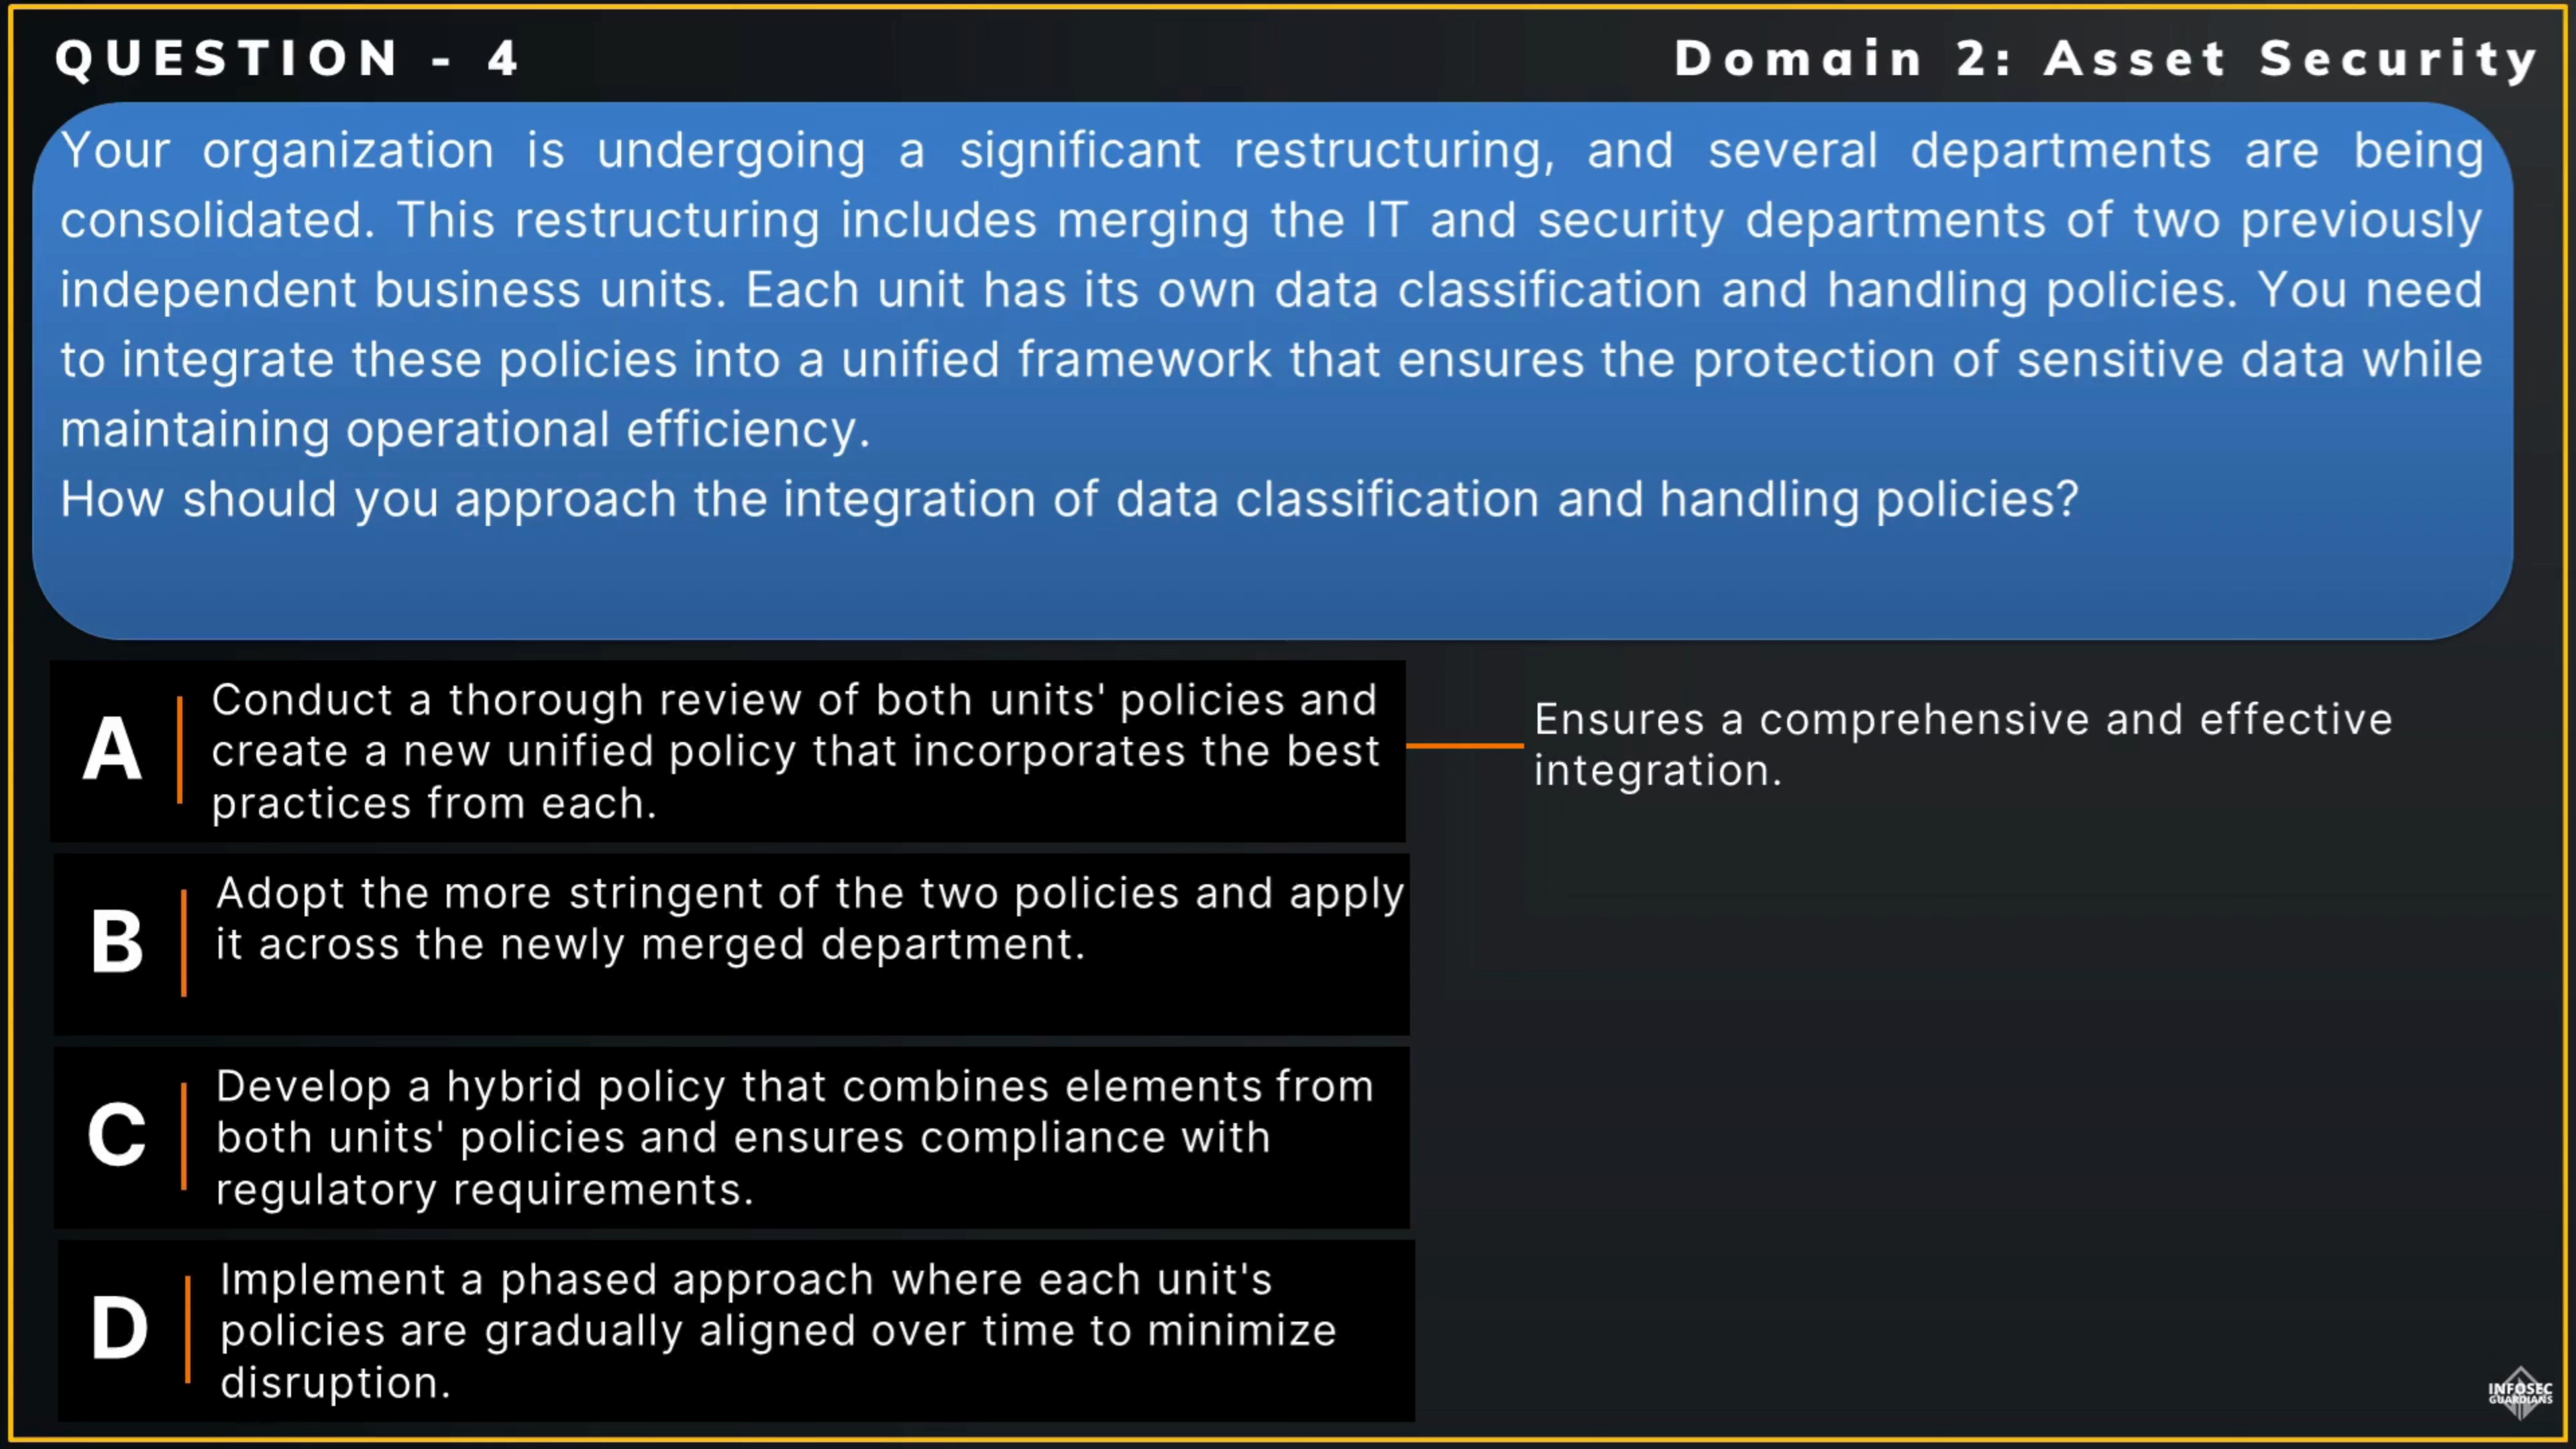 QUESTION - 4
Domain 2: Asset Security
Your organization is undergoing a significant restructuring, and several departments are being
consolidated. This restructuring includes merging the IT and security departments of two previously
independent business units. Each unit has its own data classification and handling policies. You need
to integrate these policies into a unified framework that ensures the protection of sensitive data while
maintaining operational efficiency.
How should you approach the integration of data classification and handling policies?
A
Conduct a thorough review of both units' policies and
create a new unified policy that incorporates the best
practices from each.
Ensures a comprehensive and effective
integration.
B
Adopt the more stringent of the two policies and apply
it across the newly merged department.
C
Develop a hybrid policy that combines elements from
both units' policies and ensures compliance with
regulatory requirements.
D
Implement a phased approach where each unit's
policies are gradually aligned over time to minimize
disruption.
INFOSEC
GUARDIANS